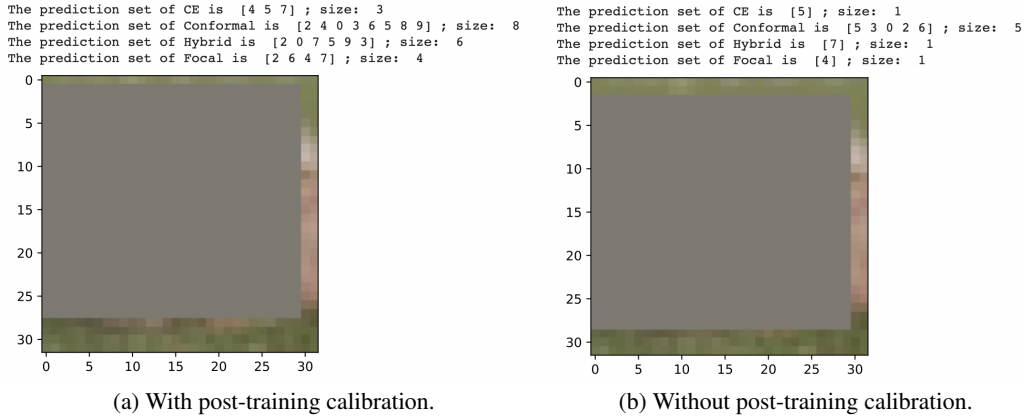 The prediction set of CE is [4 5 7] ; size: 3
The prediction set of Conformal is [2 4 0 3 6 5 8 9] ; size: 8
The prediction set of Hybrid is [2 0 7 5 9 3] ; size: 6
The prediction set of Focal is [2 6 4 7] ; size: 4
0
5
10
15
20
25
30
0 5 10 15 20 25 30
(a) With post-training calibration.
The prediction set of CE is [5] ; size: 1
The prediction set of Conformal is [5 3 0 2 6] ; size: 5
The prediction set of Hybrid is [7] ; size: 1
The prediction set of Focal is [4] ; size: 1
0
5
10
15
20
25
30
0 5 10 15 20 25 30
(b) Without post-training calibration.